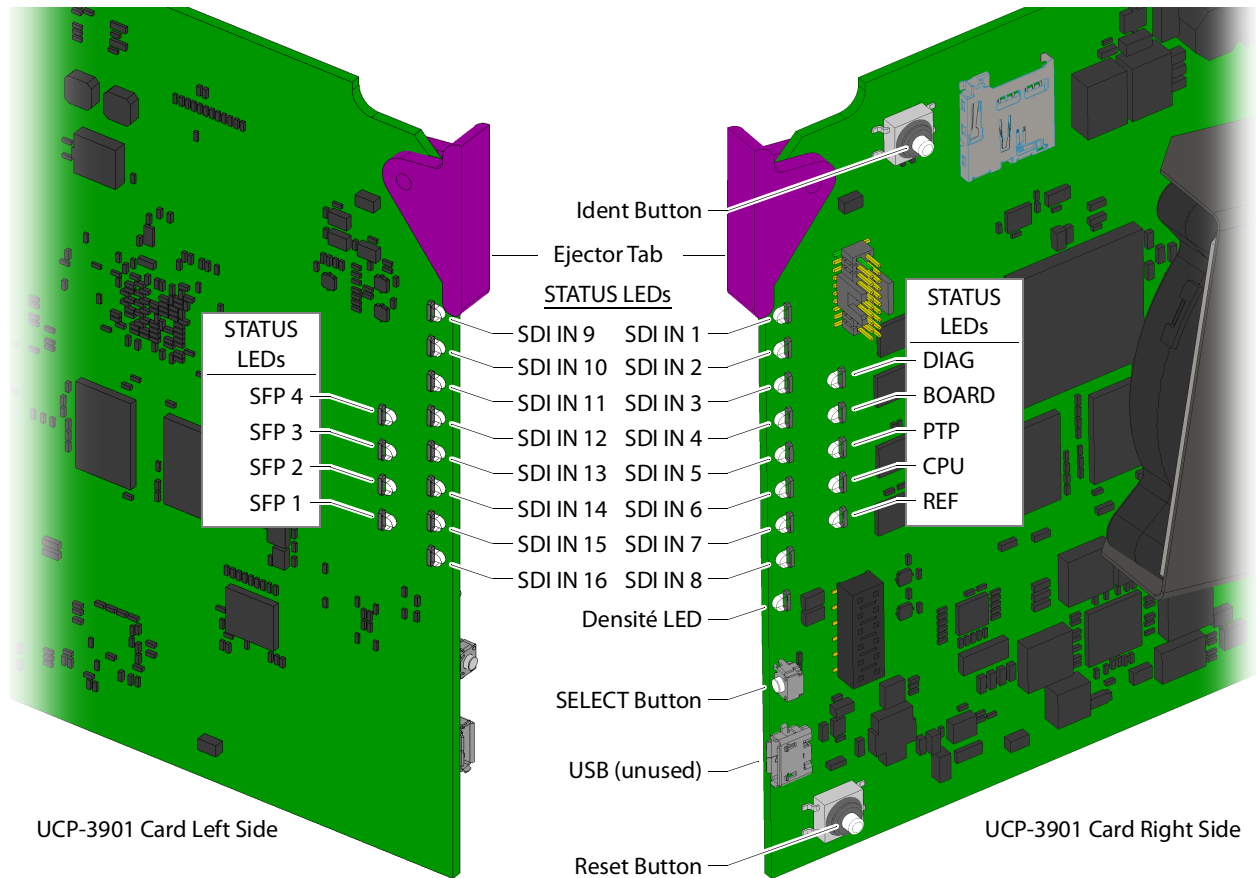 Ident Button
Ejector Tab
STATUS LEDs
SDI IN 9 SDI IN 1
SDI IN 10 SDI IN 2
SDI IN 11 SDI IN 3
SDI IN 12 SDI IN 4
SDI IN 13 SDI IN 5
SDI IN 14 SDI IN 6
SDI IN 15 SDI IN 7
SDI IN 16 SDI IN 8
Densité LED
SELECT Button
USB (unused)
Reset Button
STATUS
LEDs
SFP 4
SFP 3
SFP 2
SFP 1
STATUS
LEDs
DIAG
BOARD
PTP
CPU
REF
UCP-3901 Card Left Side
UCP-3901 Card Right Side